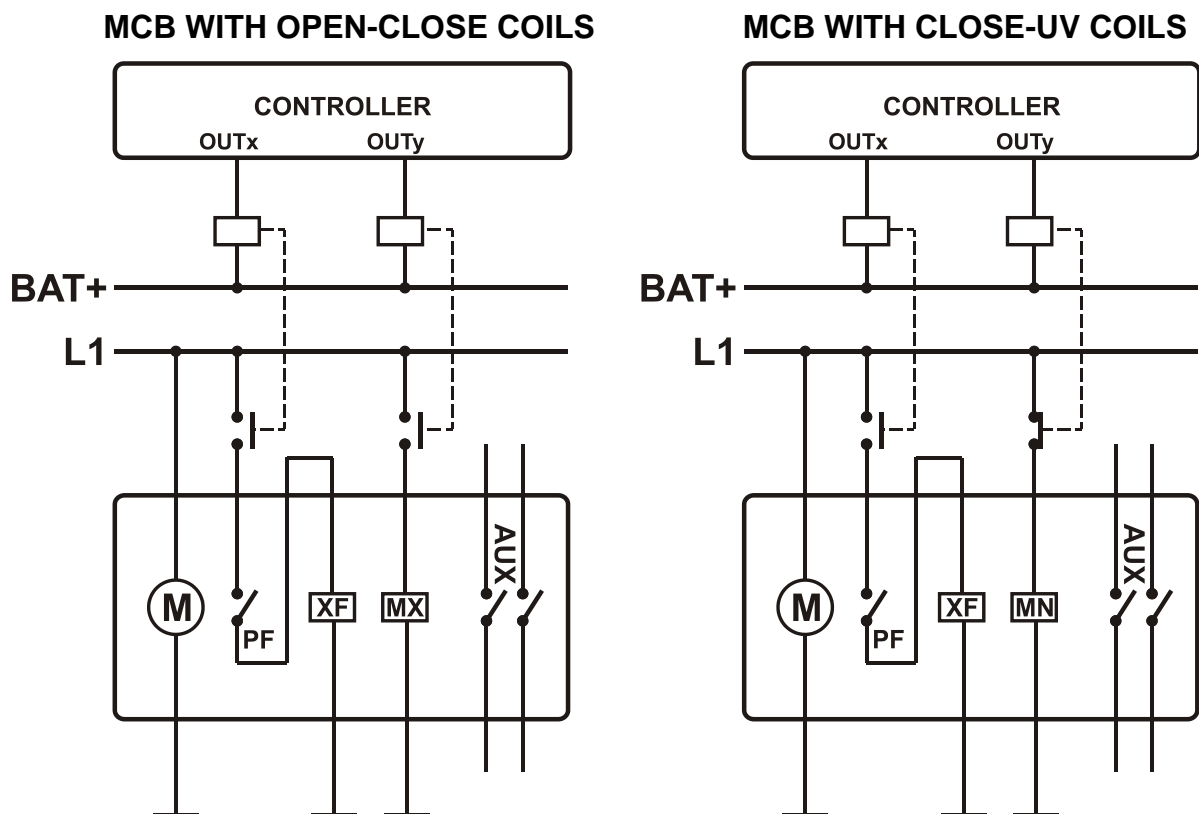 MCB WITH OPEN-CLOSE COILS
CONTROLLER
OUTx OUTy
BAT+
L1
AUX
M
XF
MX
PF
MCB WITH CLOSE-UV COILS
CONTROLLER
OUTx OUTy
BAT+
L1
AUX
M
XF
MN
PF